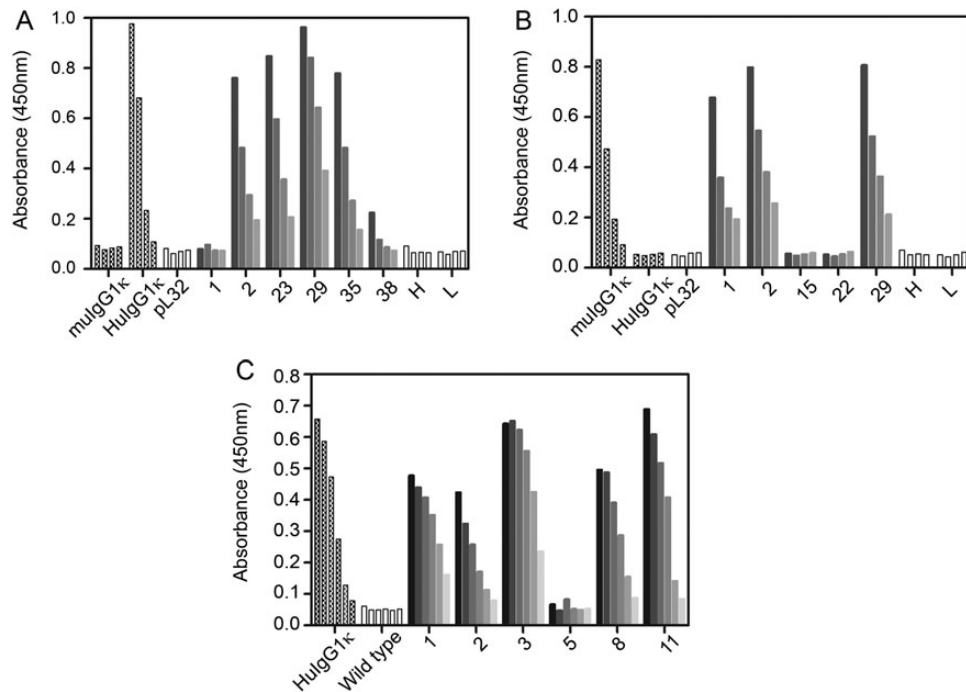 A
Absorbance (450nm)
1.0
0.8
0.6
0.4
0.2
0.0
muIgG1κ
HuIgG1κ
pL32
1
2
23
29
35
38
H
L
B
Absorbance (450nm)
1.0
0.8
0.6
0.4
0.2
0.0
muIgG1κ
HuIgG1κ
pL32
1
2
15
22
29
H
L
C
Absorbance (450nm)
0.8
0.7
0.6
0.5
0.4
0.3
0.2
0.1
0.0
HuIgG1κ
Wild type
1
2
3
5
8
11